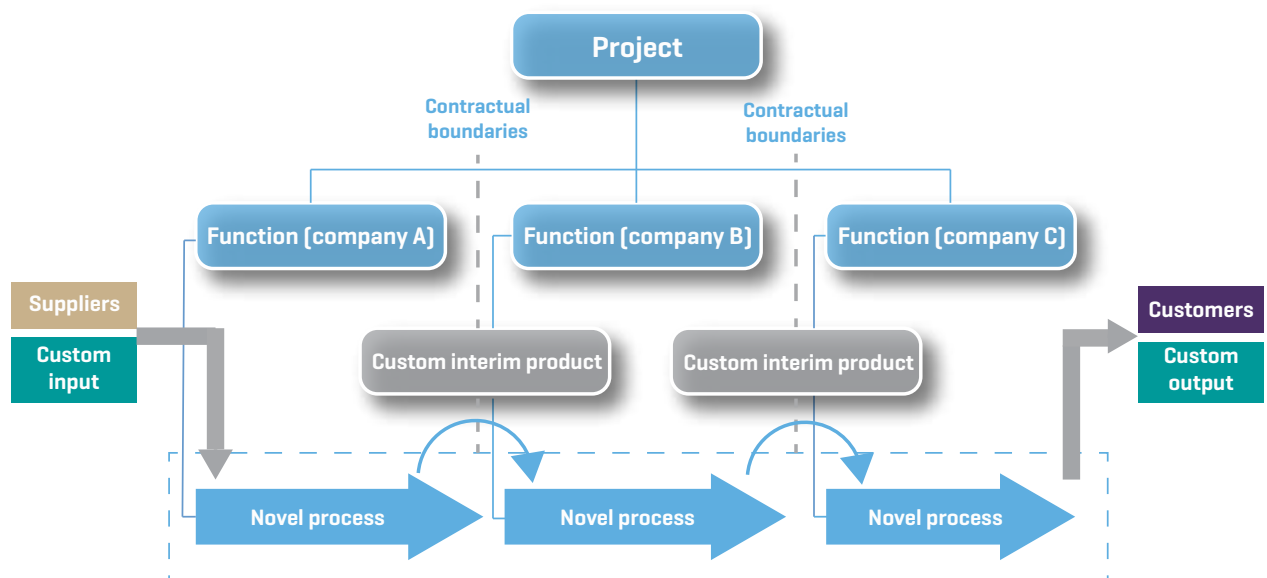 Project
Contractual
boundaries
Contractual
boundaries
Function (company A)
Function (company B)
Function (company C)
Suppliers
Custom
input
Customers
Custom
output
Custom interim product
Custom interim product
Novel process
Novel process
Novel process